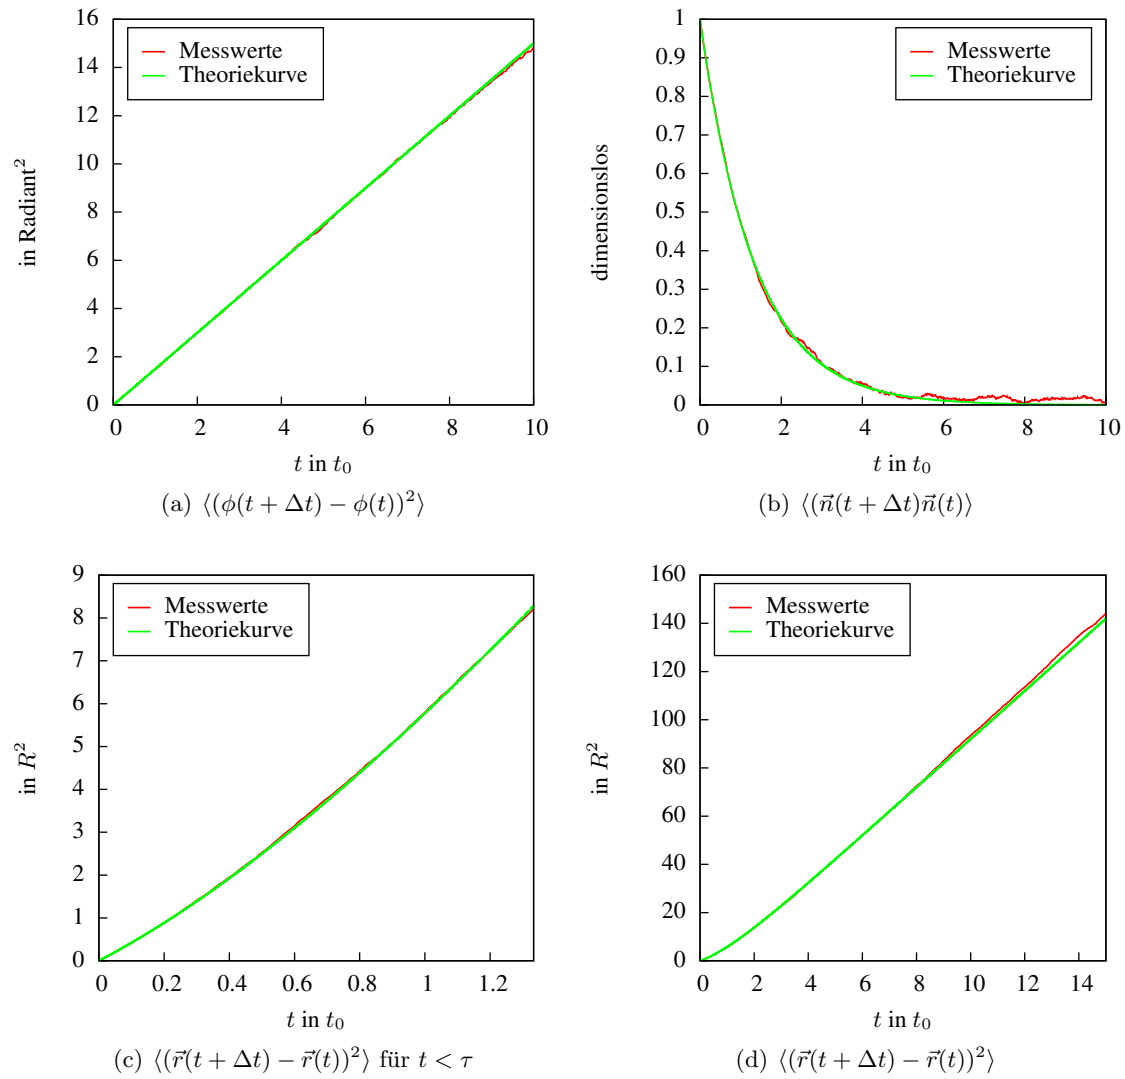 16
14
12
10
8
6
4
2
0
in Radiant²
Messwerte
Theoriekurve
0 2 4 6 8 10
t in t₀
(a) ⟨(ϕ(t + Δt) − ϕ(t))²⟩
1
0.9
0.8
0.7
0.6
0.5
0.4
0.3
0.2
0.1
0
dimensionslos
Messwerte
Theoriekurve
0 2 4 6 8 10
t in t₀
(b) ⟨(n⃗(t + Δt)n⃗(t)⟩
9
8
7
6
5
4
3
2
1
0
in R²
Messwerte
Theoriekurve
0 0.2 0.4 0.6 0.8 1 1.2
t in t₀
(c) ⟨(r⃗(t + Δt) − r⃗(t))²⟩ für t < τ
160
140
120
100
80
60
40
20
0
in R²
Messwerte
Theoriekurve
0 2 4 6 8 10 12 14
t in t₀
(d) ⟨(r⃗(t + Δt) − r⃗(t))²⟩